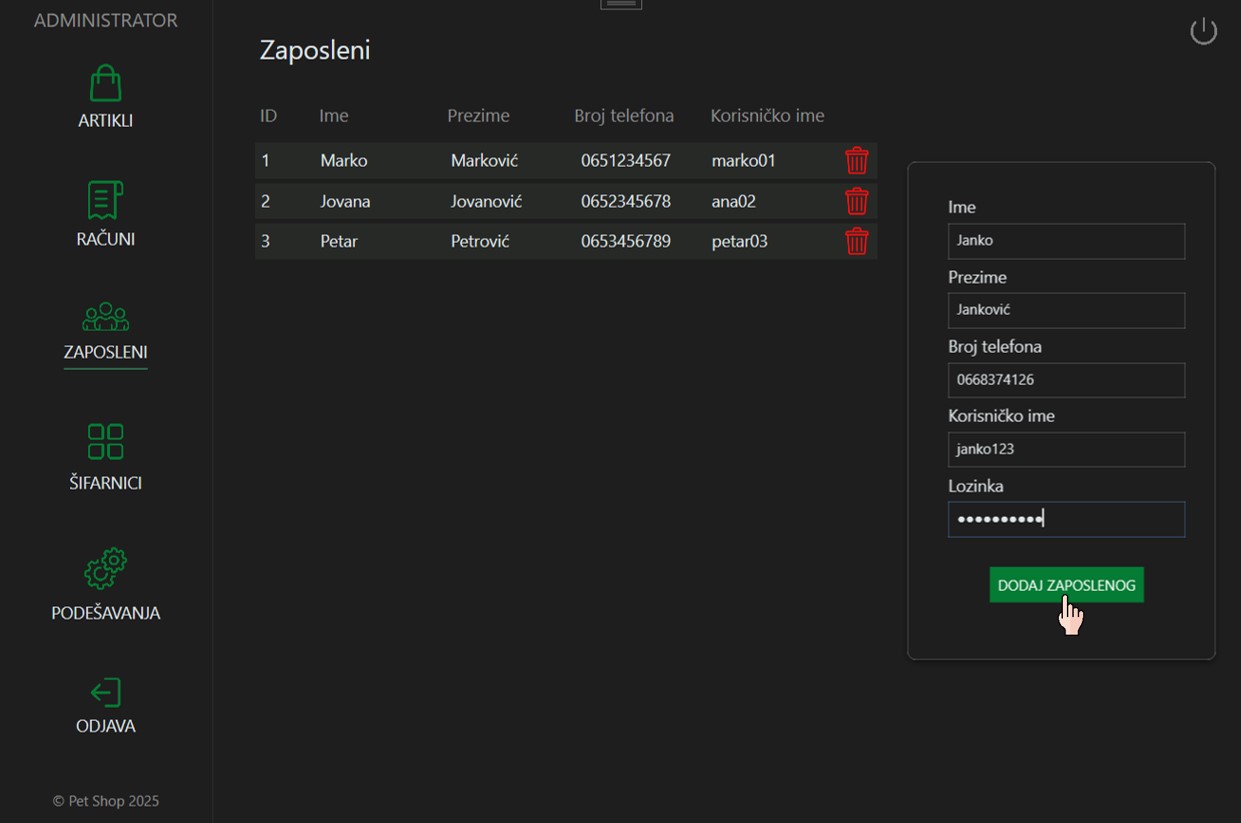 ADMINISTRATOR
ARTIKLI
RAČUNI
ZAPOSLENI
ŠIFARNICI
PODEŠAVANJA
ODJAVA
© Pet Shop 2025
Zaposleni
ID Ime Prezime Broj telefona Korisničko ime
1 Marko Marković 0651234567 marko01
2 Jovana Jovanović 0652345678 ana02
3 Petar Petrović 0653456789 petar03
Ime
Janko
Prezime
Janković
Broj telefona
0668374126
Korisničko ime
janko123
Lozinka
••••••••••
DODAJ ZAPOSLENOG